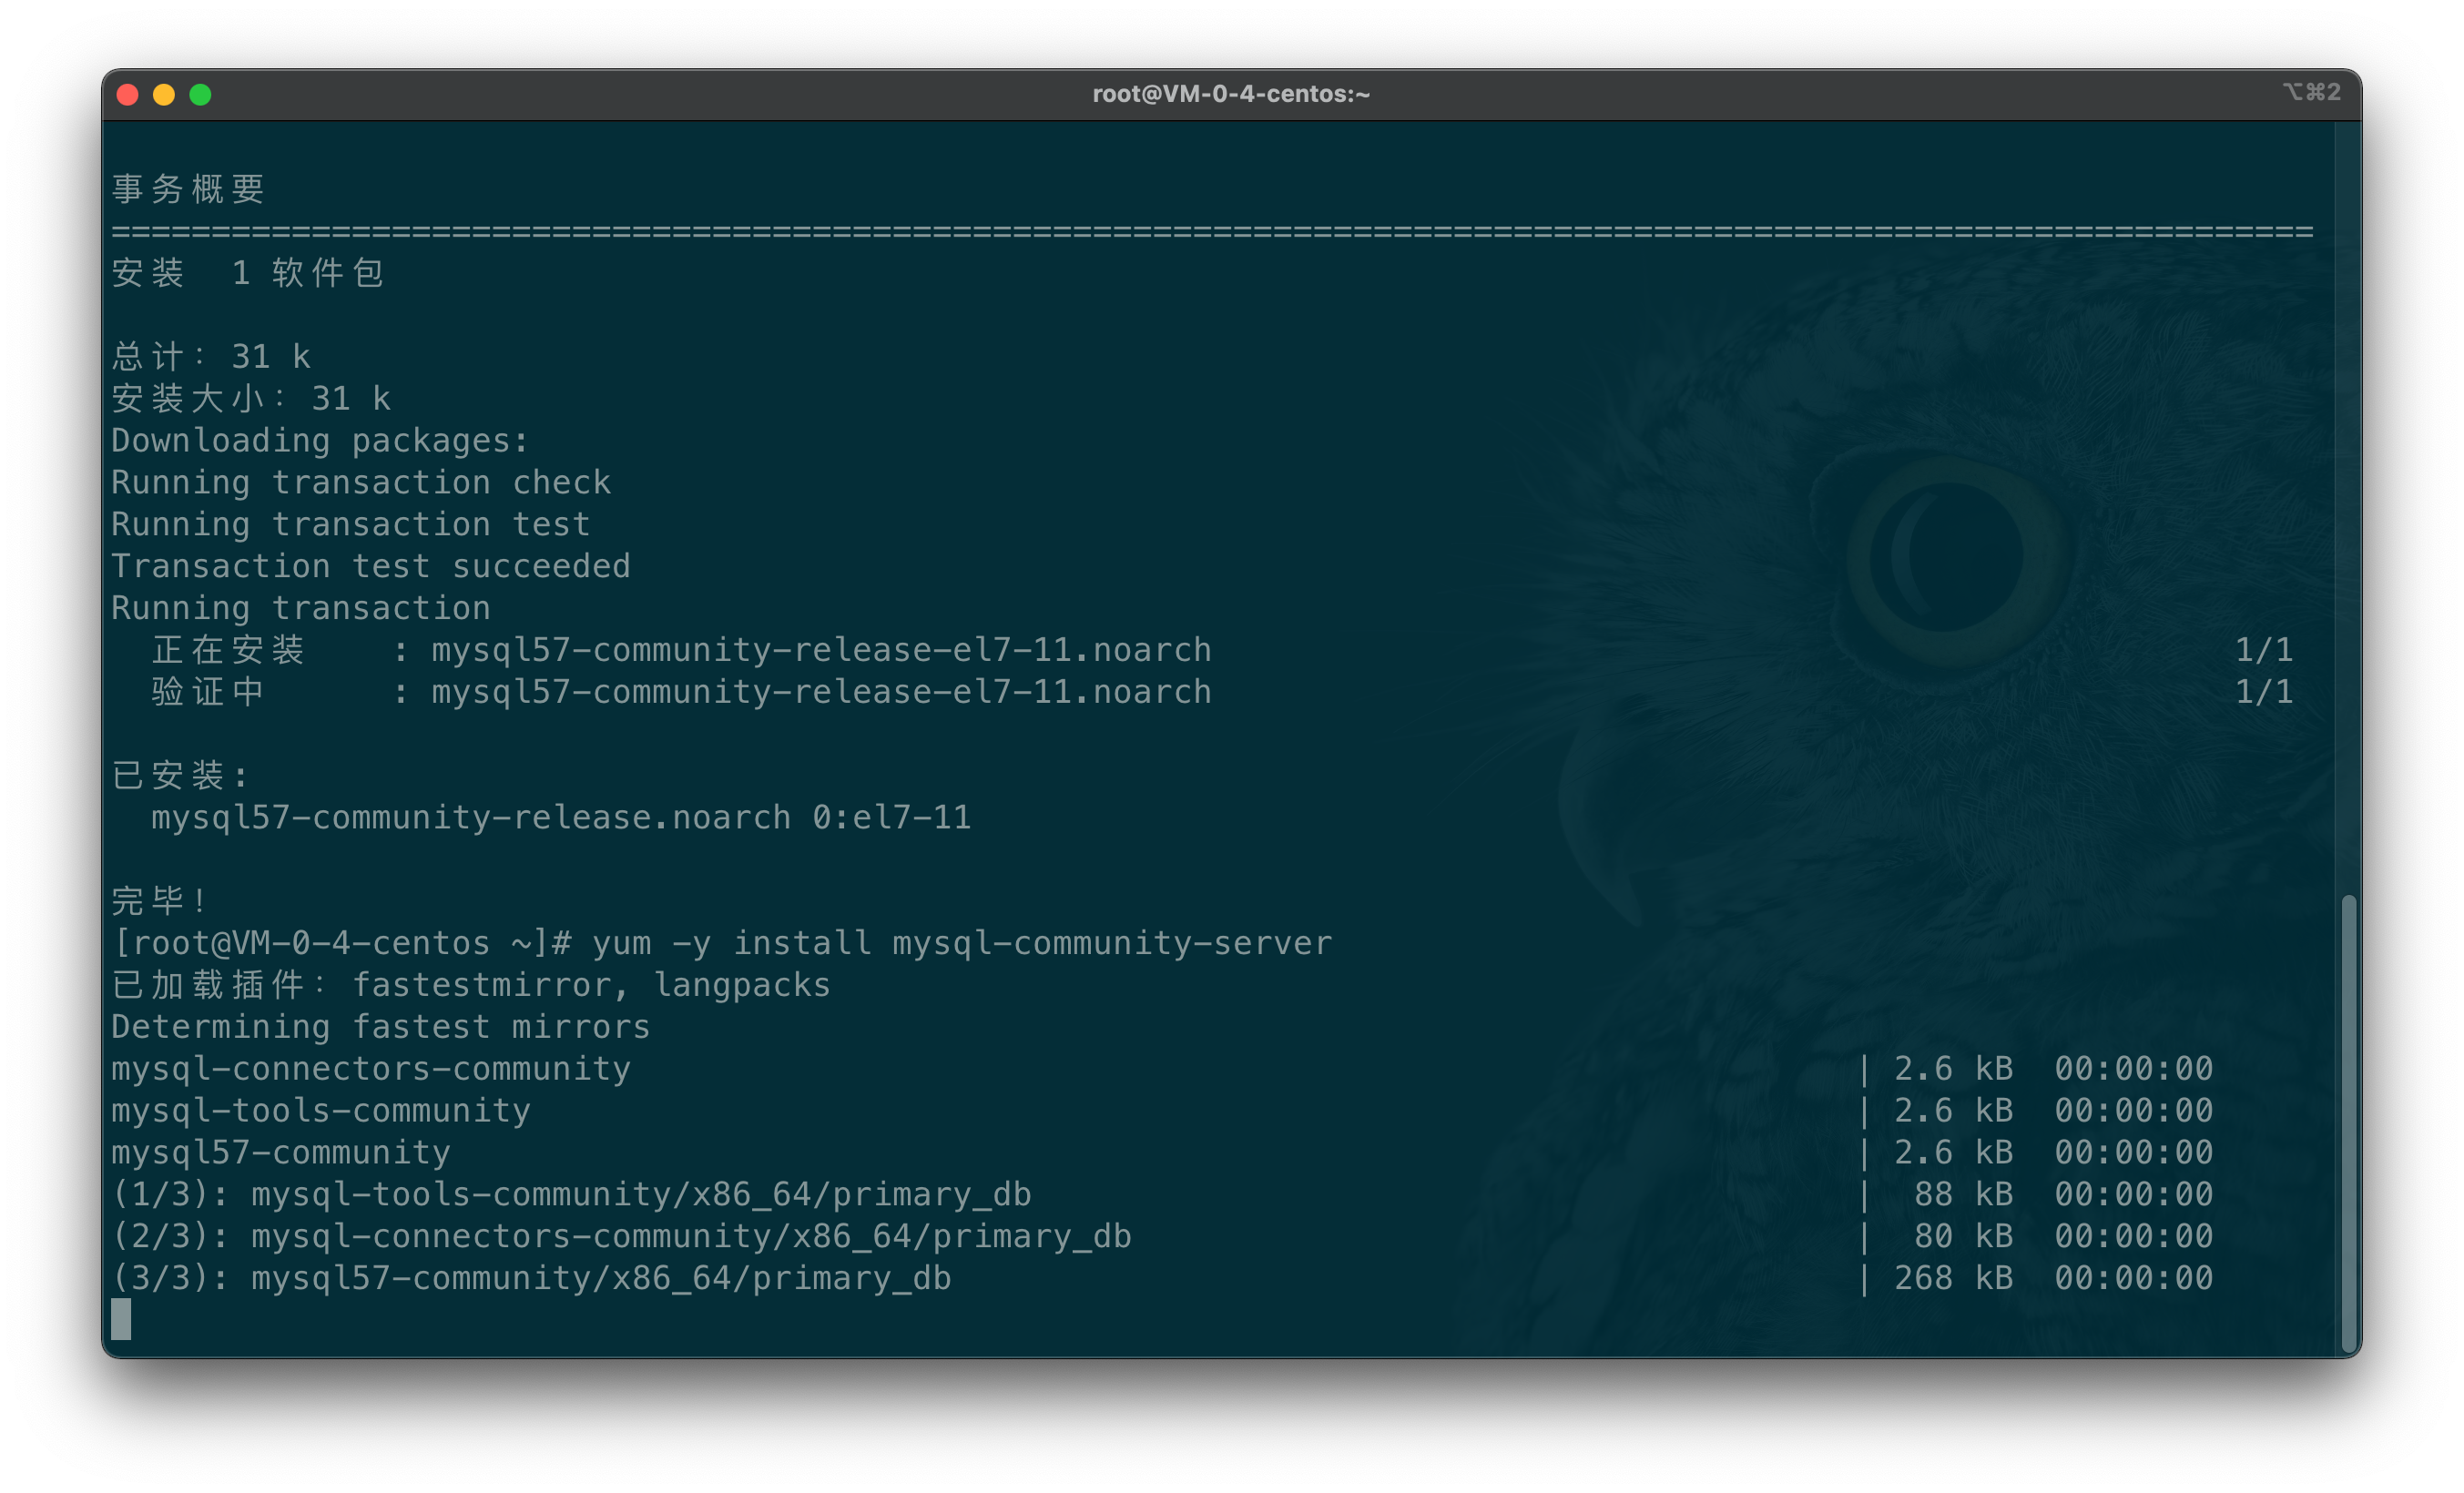 root@VM-0-4-centos:~
⌥⌘2
事务概要
==============================================================================================================
安装  1 软件包
总计：31 k
安装大小：31 k
Downloading packages:
Running transaction check
Running transaction test
Transaction test succeeded
Running transaction
  正在安装    : mysql57-community-release-el7-11.noarch 1/1
  验证中      : mysql57-community-release-el7-11.noarch 1/1
已安装:
  mysql57-community-release.noarch 0:el7-11
完毕！
[root@VM-0-4-centos ~]# yum -y install mysql-community-server
已加载插件：fastestmirror, langpacks
Determining fastest mirrors
mysql-connectors-community | 2.6 kB  00:00:00
mysql-tools-community | 2.6 kB  00:00:00
mysql57-community | 2.6 kB  00:00:00
(1/3): mysql-tools-community/x86_64/primary_db |  88 kB  00:00:00
(2/3): mysql-connectors-community/x86_64/primary_db |  80 kB  00:00:00
(3/3): mysql57-community/x86_64/primary_db | 268 kB  00:00:00